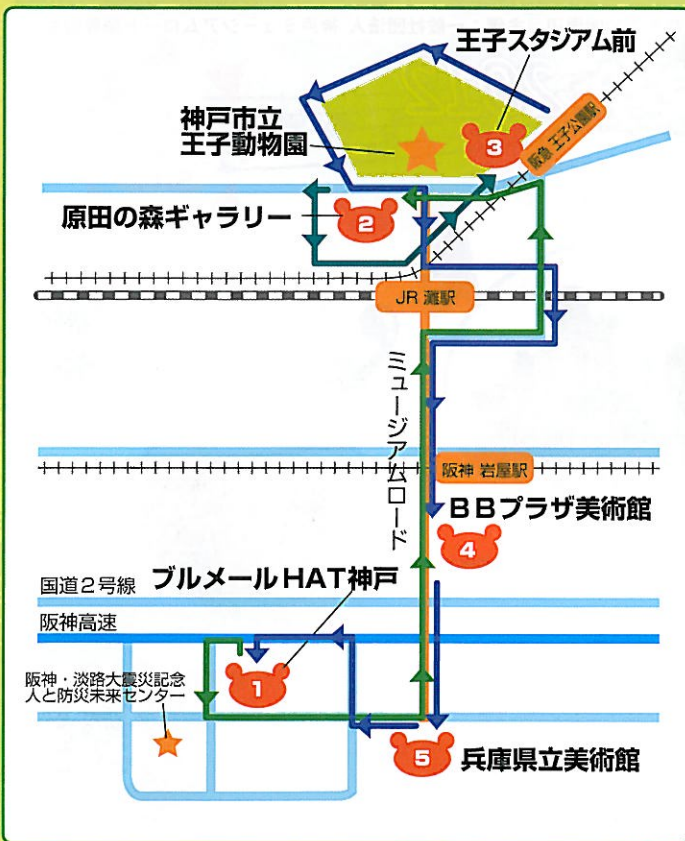 王子スタジアム前
神戸市立
王子動物園
3
阪急 王子公園駅
原田の森ギャラリー
2
JR 灘駅
ミュージアムロード
阪神 岩屋駅
BBプラザ美術館
4
ブルメールHAT神戸
国道2号線
阪神高速
阪神・淡路大震災記念
人と防災未来センター
1
5
兵庫県立美術館